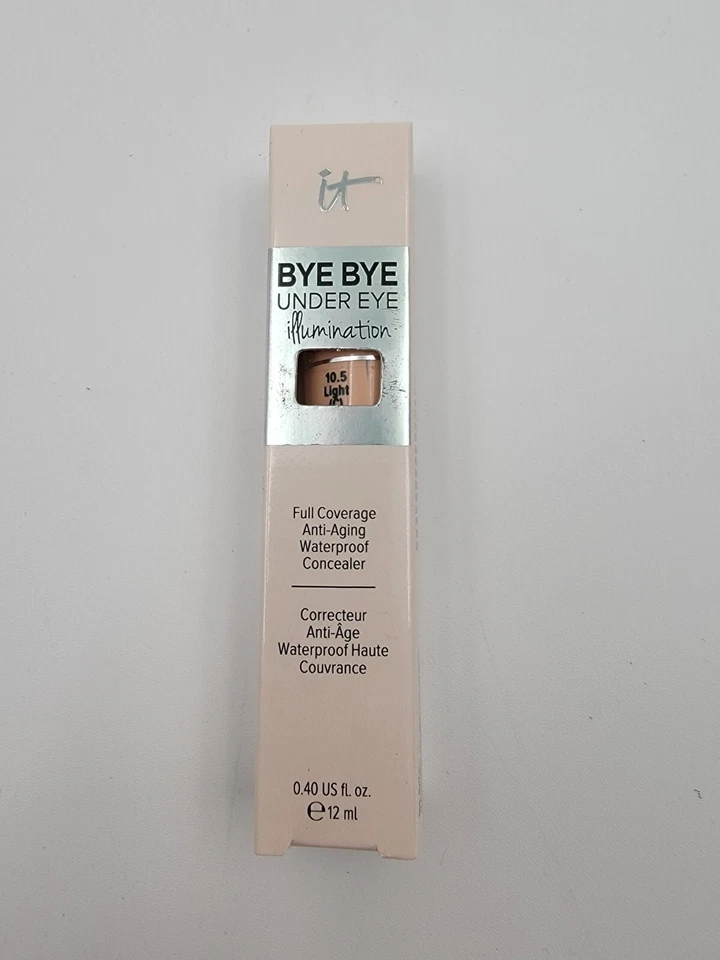 it
BYE BYE
UNDER EYE
illumination
10.5
Light
(C)
Full Coverage
Anti-Aging
Waterproof
Concealer
Correcteur
Anti-Âge
Waterproof Haute
Couvrance
0.40 US fl. oz.
℮12 ml